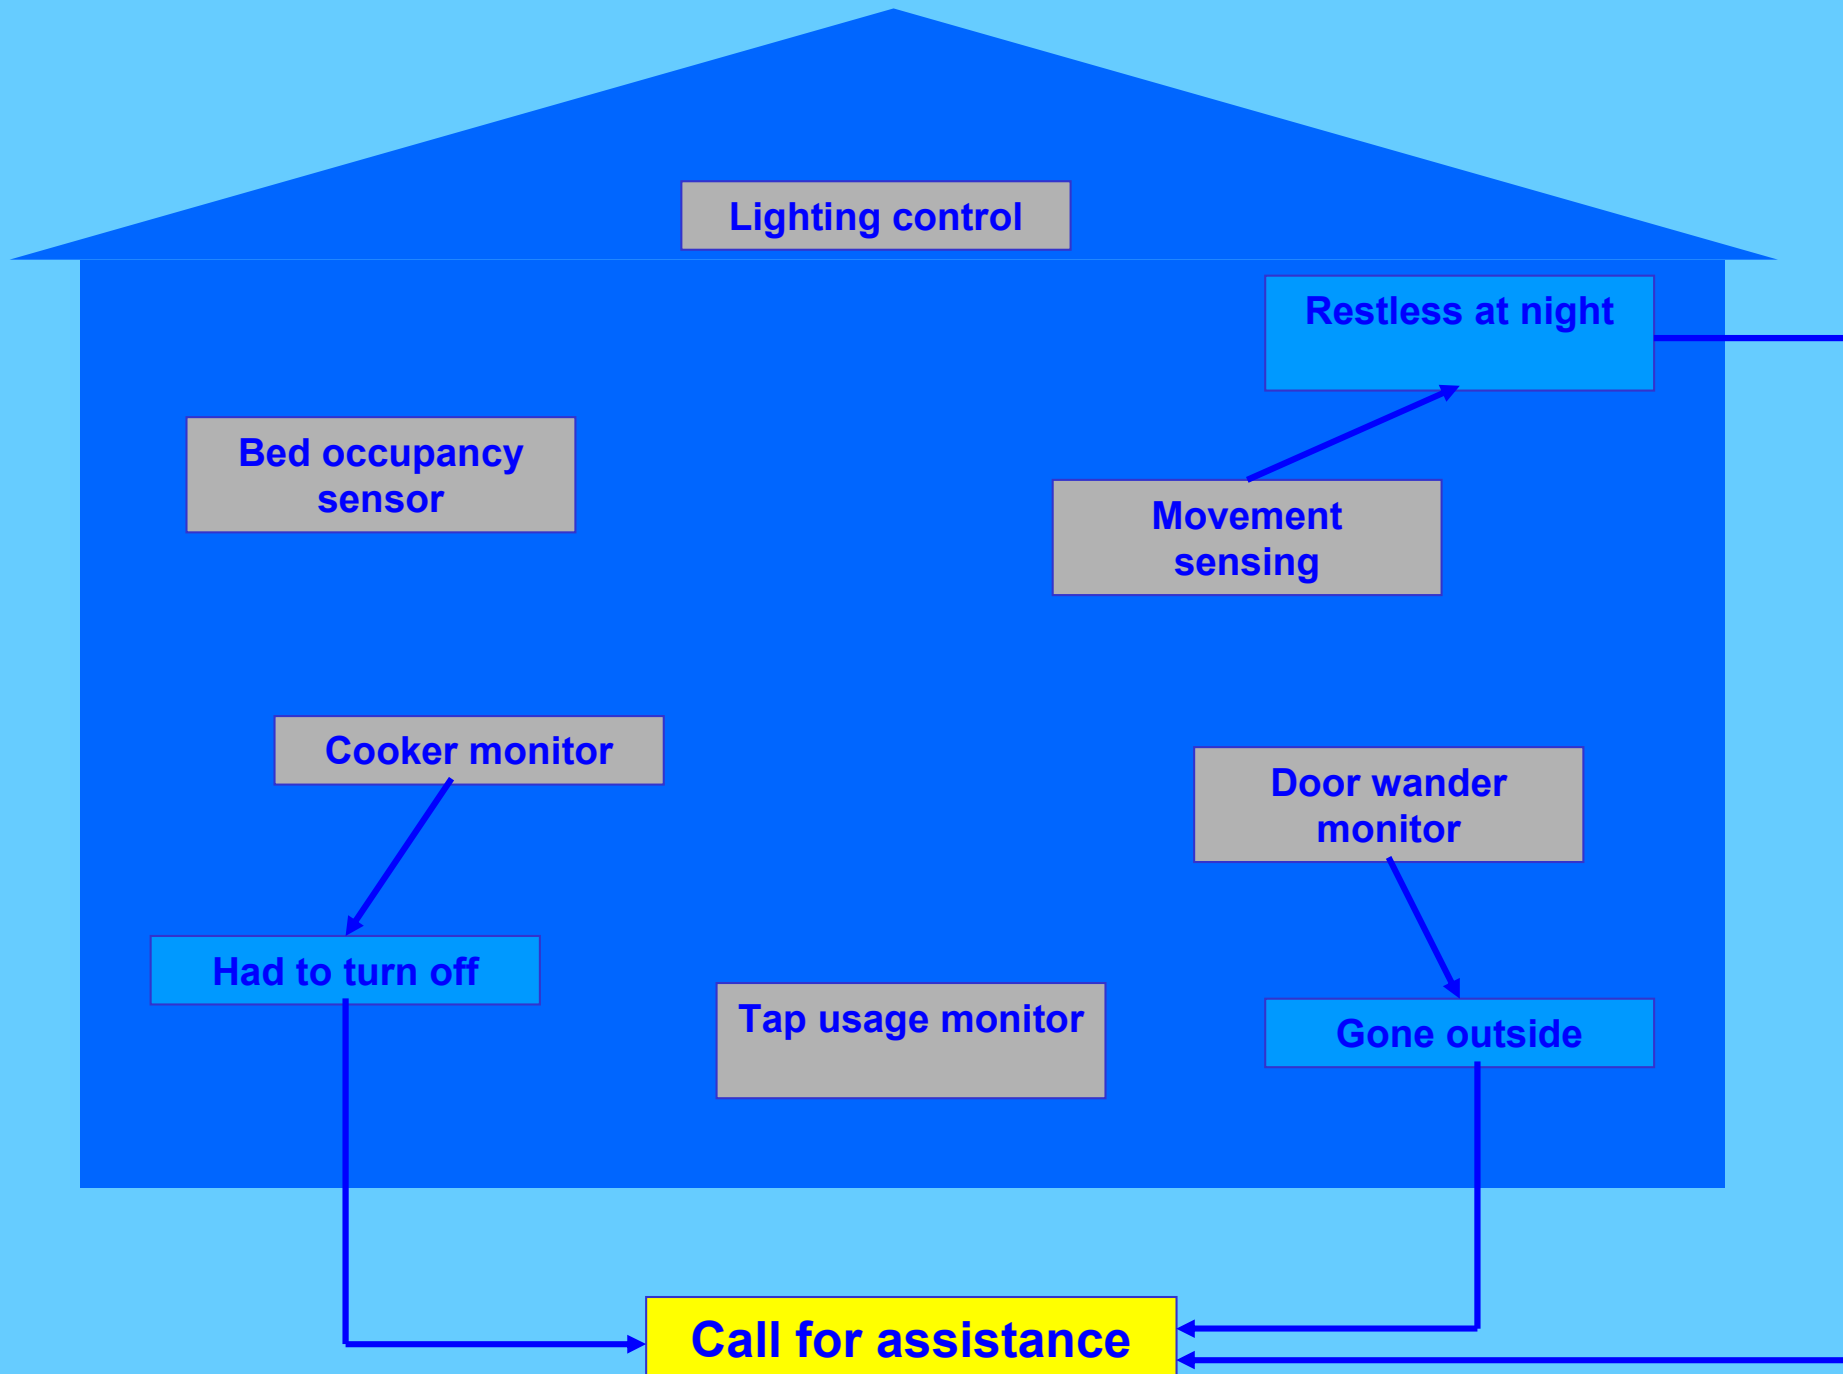 Lighting control
Restless at night
Bed occupancy
sensor
Movement
sensing
Cooker monitor
Door wander
monitor
Had to turn off
Tap usage monitor
Gone outside
Call for assistance